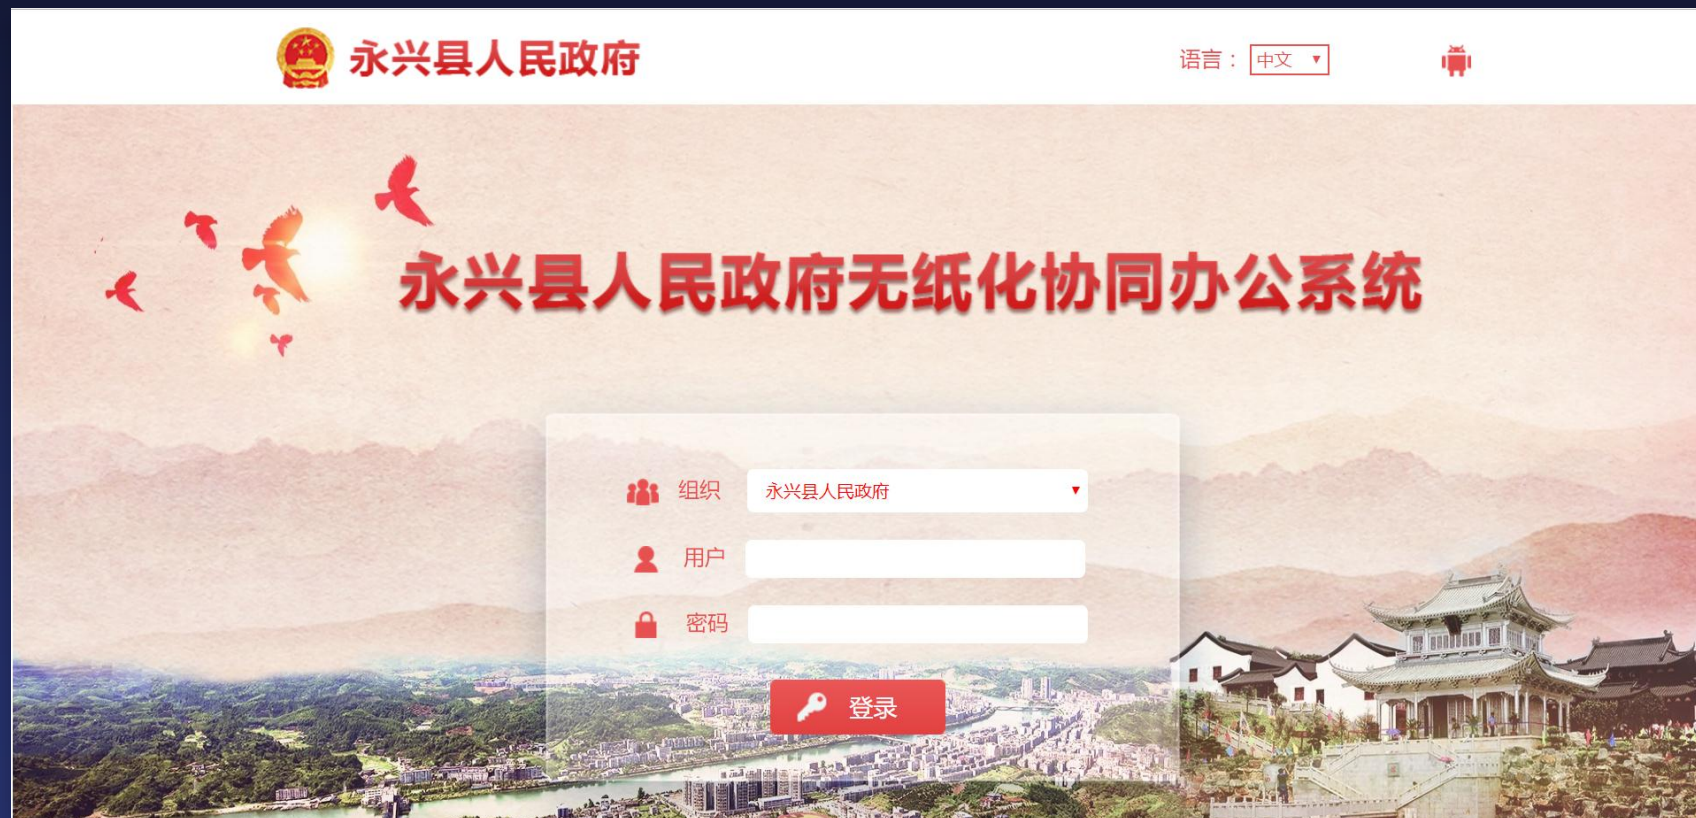 永兴县人民政府
语言： 中文
永兴县人民政府无纸化协同办公系统
组织 永兴县人民政府
用户
密码
登录